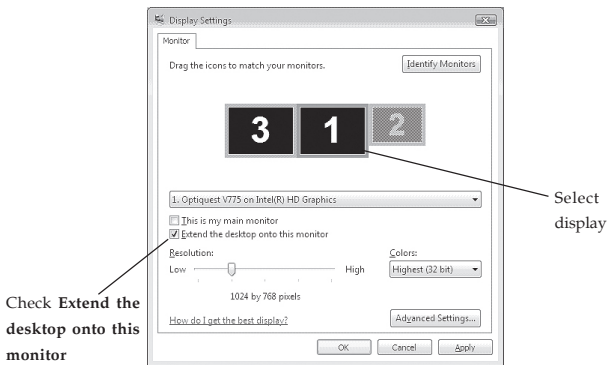 Display Settings
Monitor
Drag the icons to match your monitors.
Identify Monitors
3
1
2
1. Optiquest V775 on Intel(R) HD Graphics
This is my main monitor
Extend the desktop onto this monitor
Resolution:
Colors:
Low
High
Highest (32 bit)
1024 by 768 pixels
How do I get the best display?
Advanced Settings...
OK
Cancel
Apply
Select
display
Check Extend the
desktop onto this
monitor